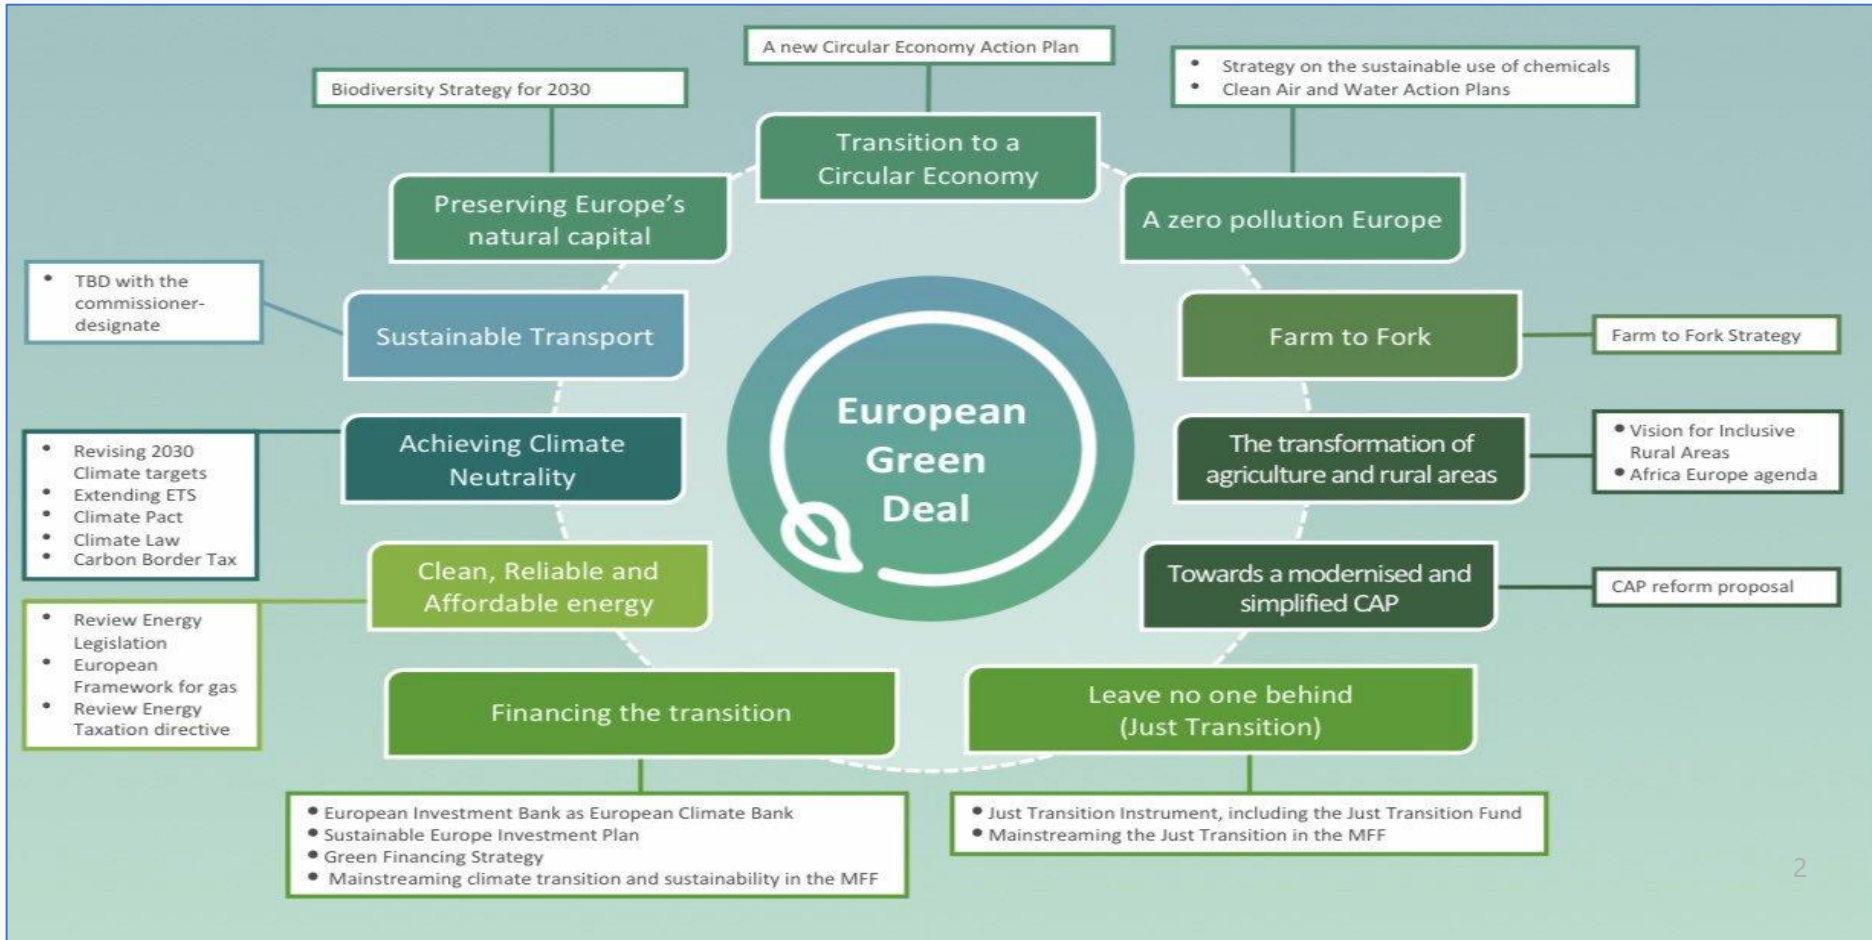 A new Circular Economy Action Plan
Biodiversity Strategy for 2030
• Strategy on the sustainable use of chemicals
• Clean Air and Water Action Plans
Transition to a
Circular Economy
Preserving Europe's
natural capital
A zero pollution Europe
• TBD with the
commissioner-
designate
Sustainable Transport
Farm to Fork
Farm to Fork Strategy
European
Green
Deal
• Revising 2030
Climate targets
• Extending ETS
• Climate Pact
• Climate Law
• Carbon Border Tax
Achieving Climate
Neutrality
The transformation of
agriculture and rural areas
• Vision for Inclusive
Rural Areas
• Africa Europe agenda
Clean, Reliable and
Affordable energy
Towards a modernised and
simplified CAP
CAP reform proposal
• Review Energy
Legislation
• European
Framework for gas
• Review Energy
Taxation directive
Financing the transition
Leave no one behind
(Just Transition)
• European Investment Bank as European Climate Bank
• Sustainable Europe Investment Plan
• Green Financing Strategy
• Mainstreaming climate transition and sustainability in the MFF
• Just Transition Instrument, including the Just Transition Fund
• Mainstreaming the Just Transition in the MFF
2